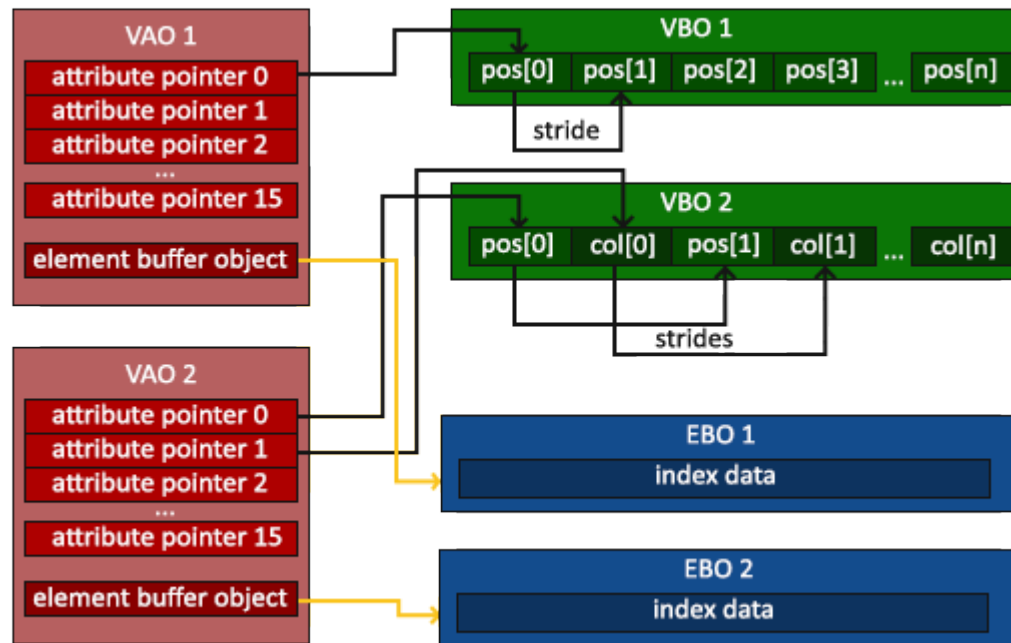 VAO 1
attribute pointer 0
attribute pointer 1
attribute pointer 2
...
attribute pointer 15
element buffer object
VAO 2
attribute pointer 0
attribute pointer 1
attribute pointer 2
...
attribute pointer 15
element buffer object
VBO 1
pos[0] pos[1] pos[2] pos[3] ... pos[n]
stride
VBO 2
pos[0] col[0] pos[1] col[1] ... col[n]
strides
EBO 1
index data
EBO 2
index data